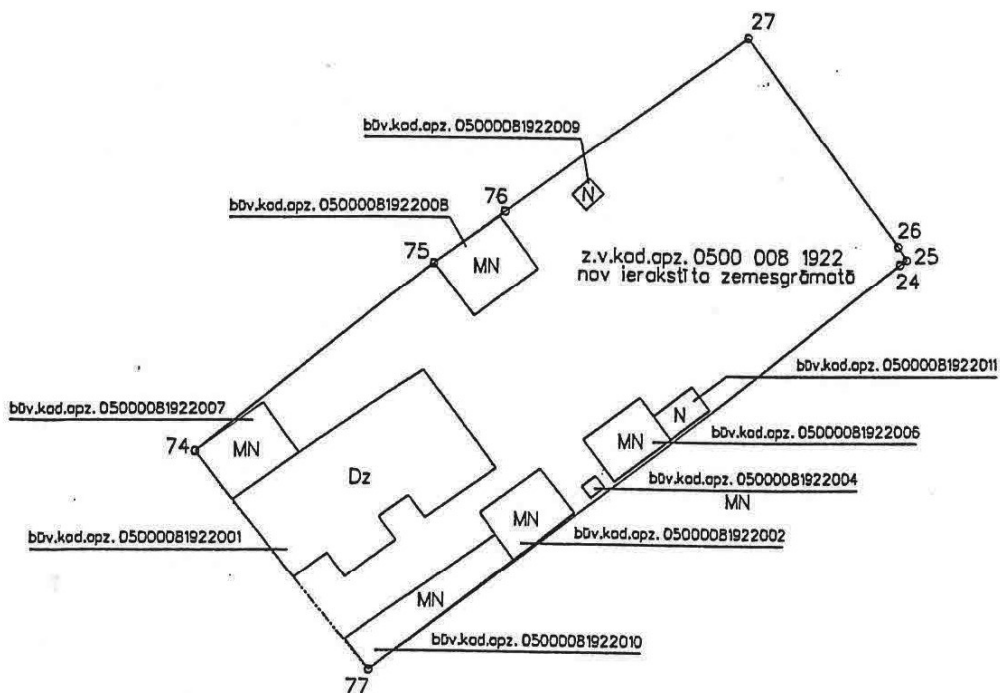 27
būv.kad.apz. 05000081922009
N
76
būv.kad.apz. 05000081922008
75
MN
26
25
24
z.v.kad.apz. 0500 008 1922
nav ierakstīta zemesgrāmatā
būv.kad.apz. 05000081922011
būv.kad.apz. 05000081922007
N
74
MN
MN
būv.kad.apz. 05000081922006
Dz
būv.kad.apz. 05000081922004
MN
MN
būv.kad.apz. 05000081922001
būv.kad.apz. 05000081922002
MN
būv.kad.apz. 05000081922010
77